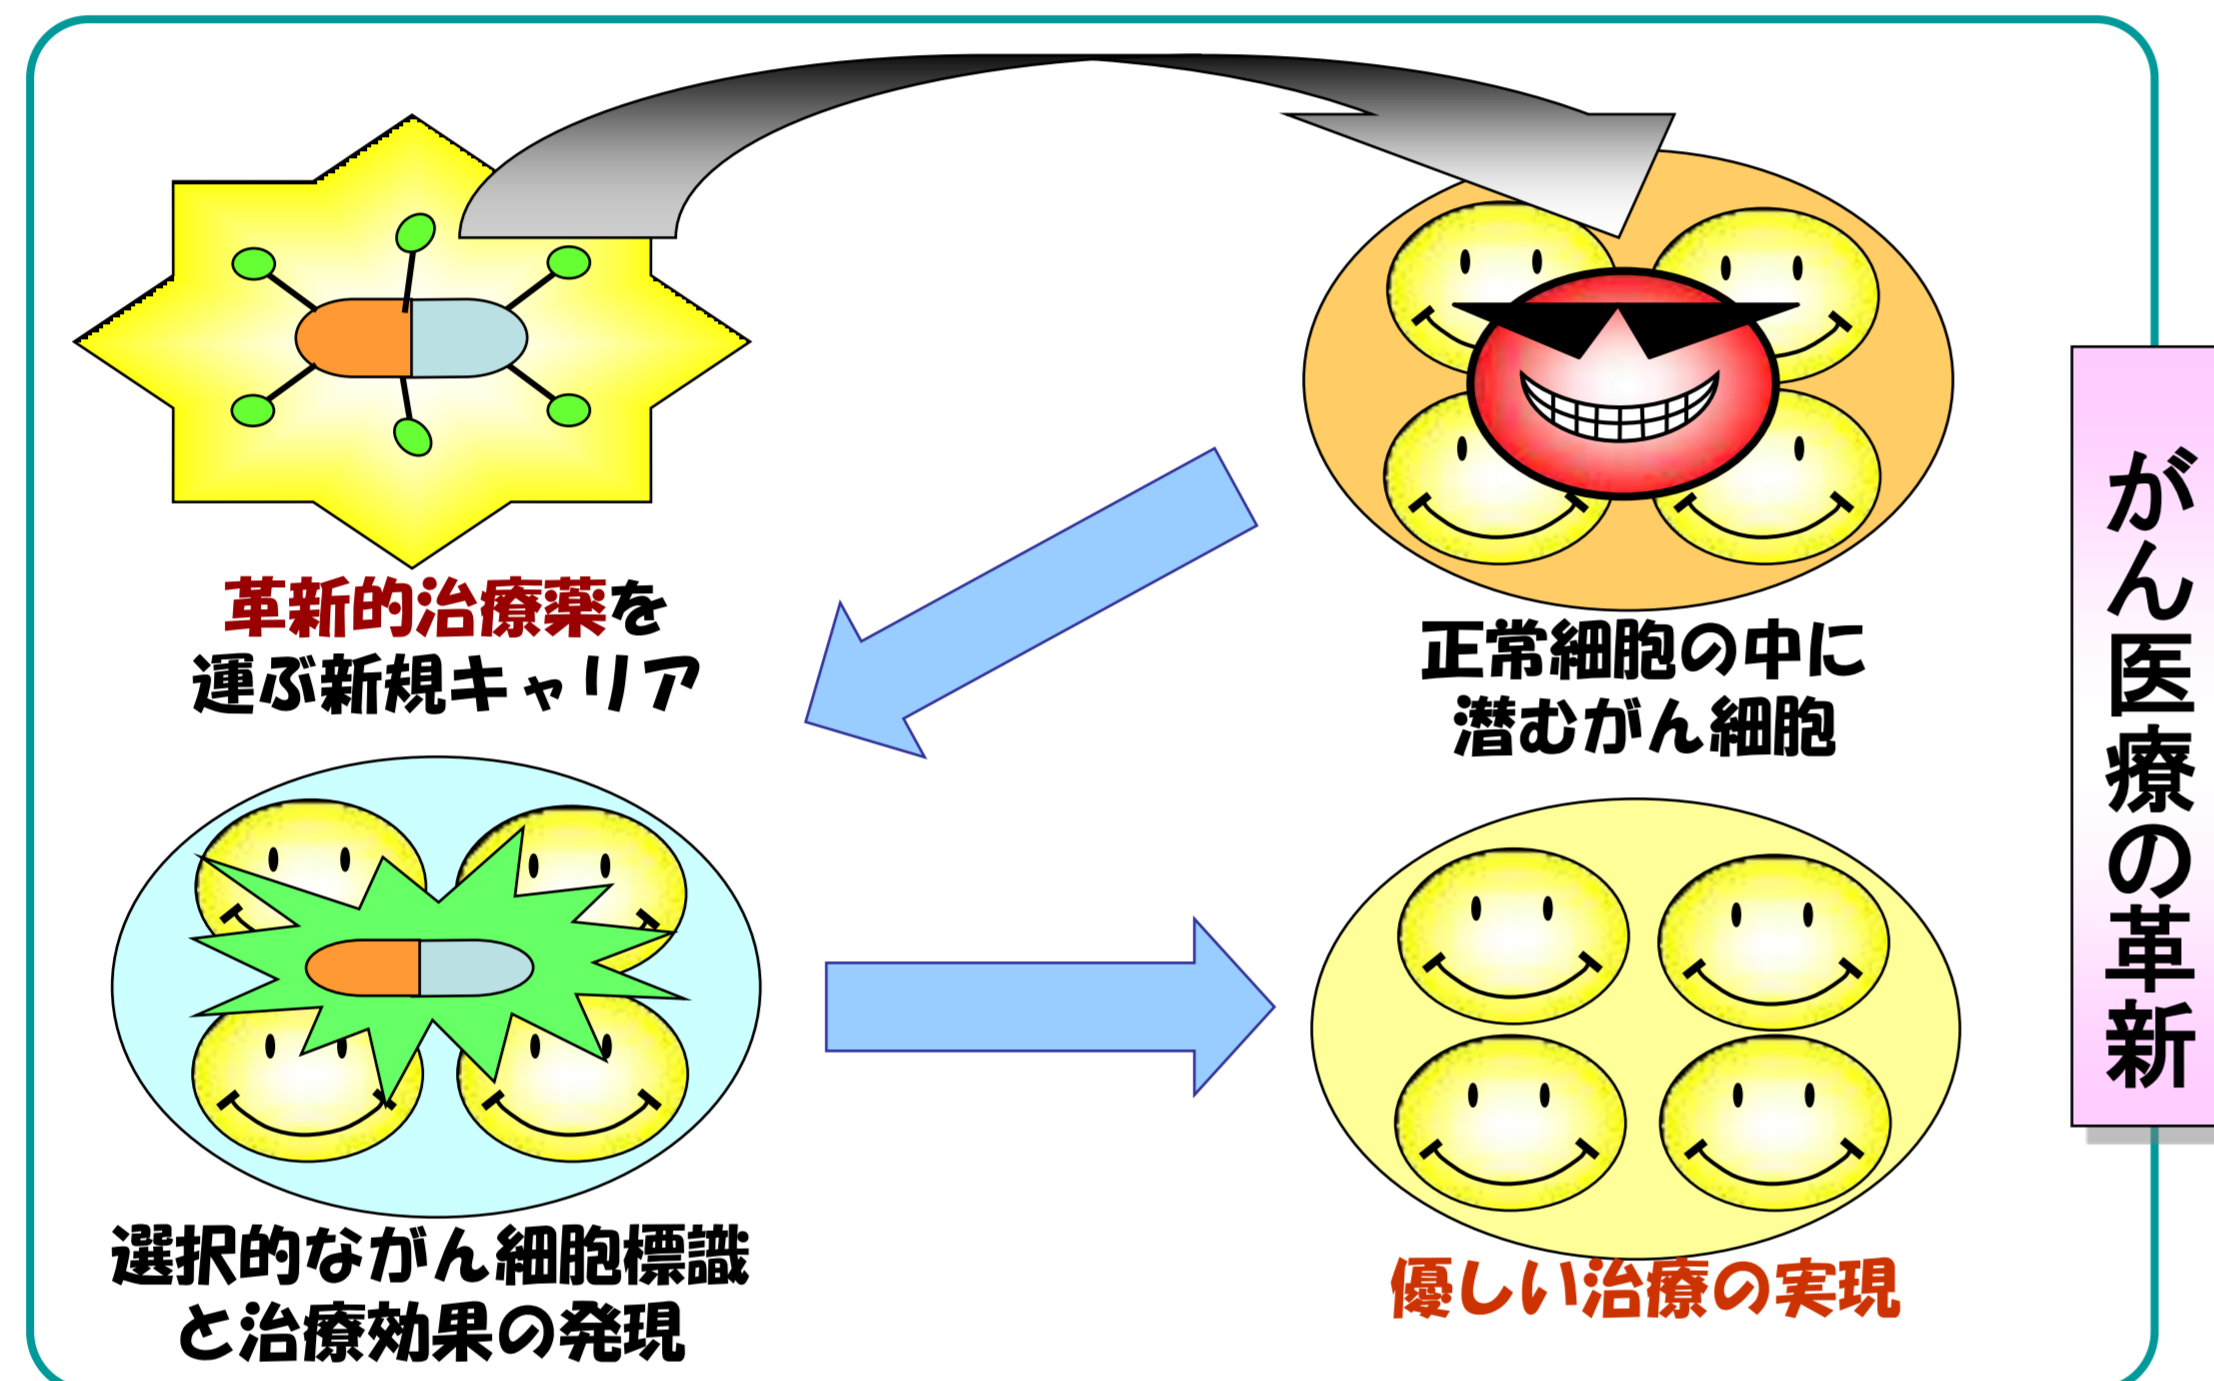 革新的治療薬を
運ぶ新規キャリア
正常細胞の中に
潜むがん細胞
選択的ながん細胞標識
と治療効果の発現
優しい治療の実現
がん医療の革新